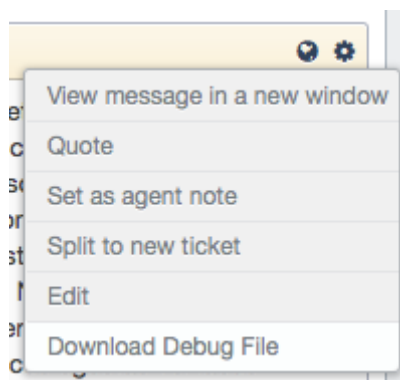 View message in a new window
Quote
Set as agent note
Split to new ticket
Edit
Download Debug File